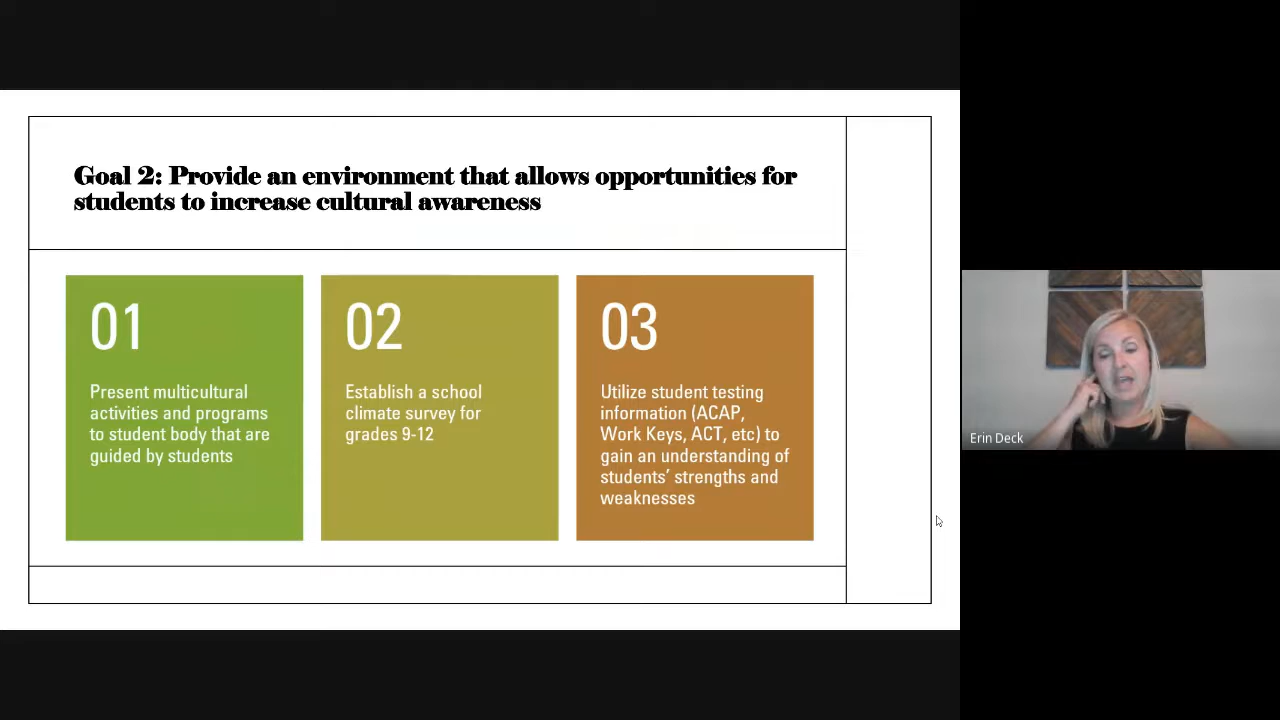 Goal 2: Provide an environment that allows opportunities for
students to increase cultural awareness
01
Present multicultural
activities and programs
to student body that are
guided by students
02
Establish a school
climate survey for
grades 9-12
03
Utilize student testing
information (ACAP,
Work Keys, ACT, etc) to
gain an understanding of
students’ strengths and
weaknesses
Erin Deck